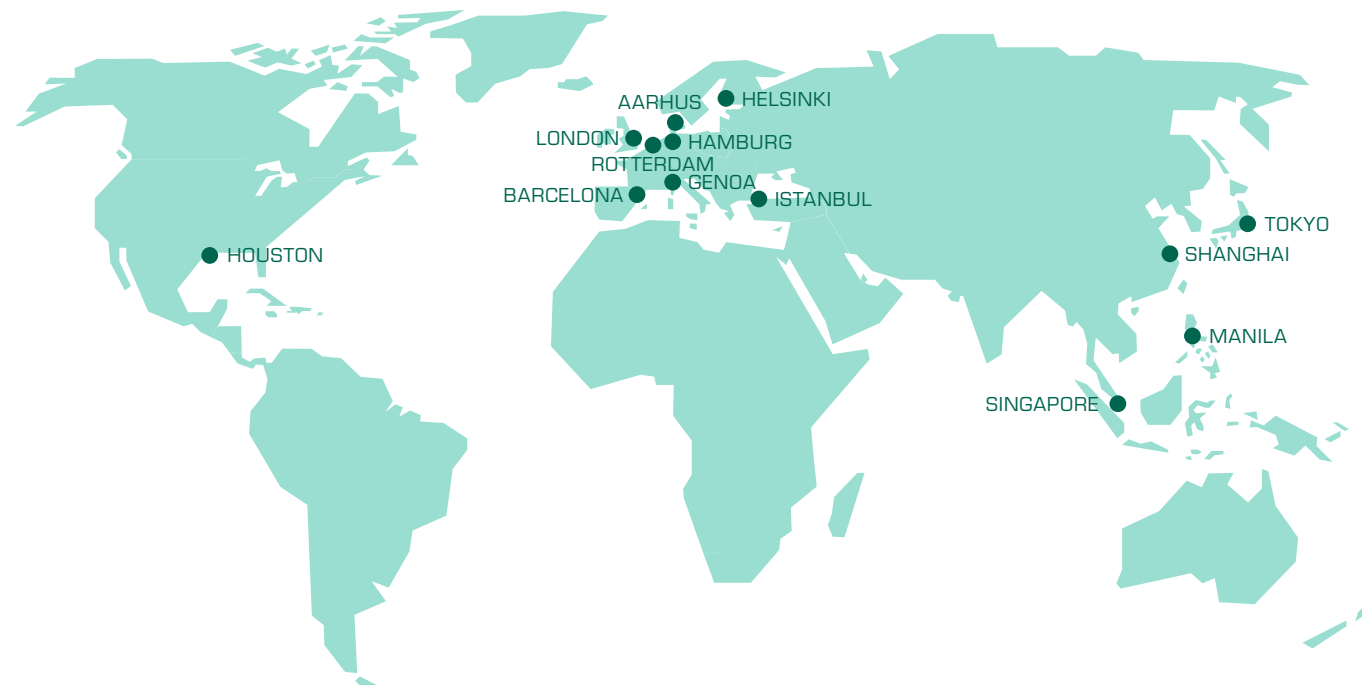 HELSINKI
AARHUS
LONDON
HAMBURG
ROTTERDAM
GENOA
BARCELONA
ISTANBUL
TOKYO
HOUSTON
SHANGHAI
MANILA
SINGAPORE